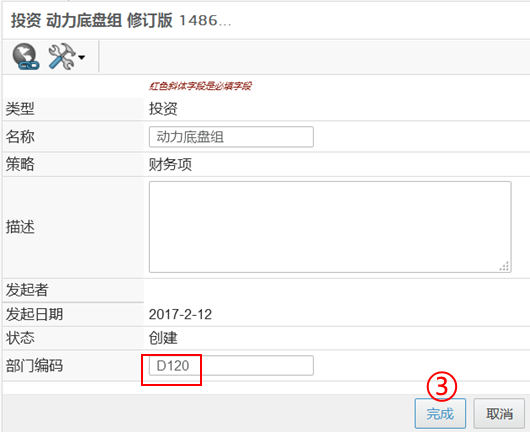 投资 动力底盘组 修订版 1486...
红色斜体字段是必填字段
类型 投资
名称 动力底盘组
策略 财务项
描述
发起者
发起日期 2017-2-12
状态 创建
部门编码 D120
③
完成 取消